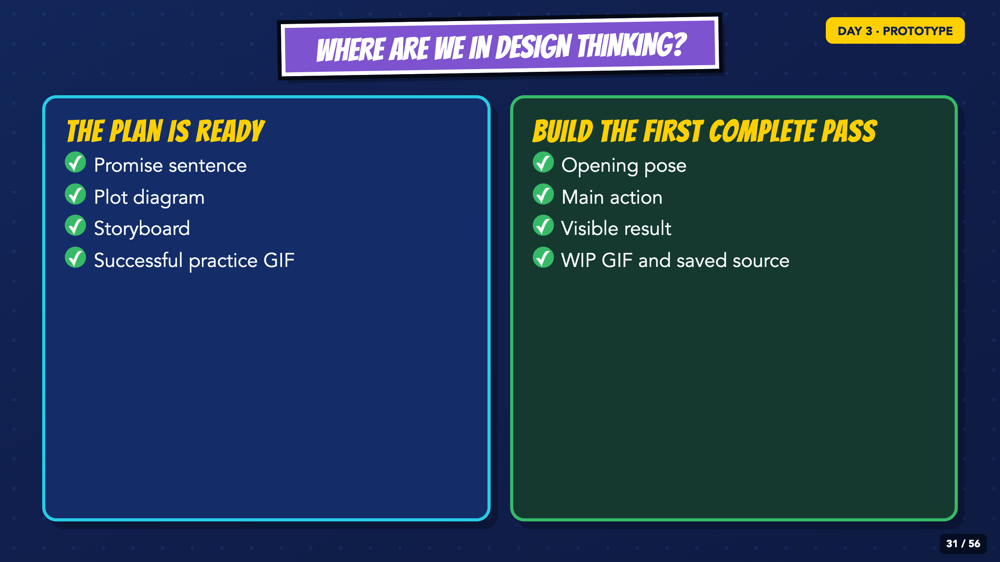 WHERE ARE WE IN DESIGN THINKING?
DAY 3 · PROTOTYPE
THE PLAN IS READY
Promise sentence
Plot diagram
Storyboard
Successful practice GIF
BUILD THE FIRST COMPLETE PASS
Opening pose
Main action
Visible result
WIP GIF and saved source
31 / 56